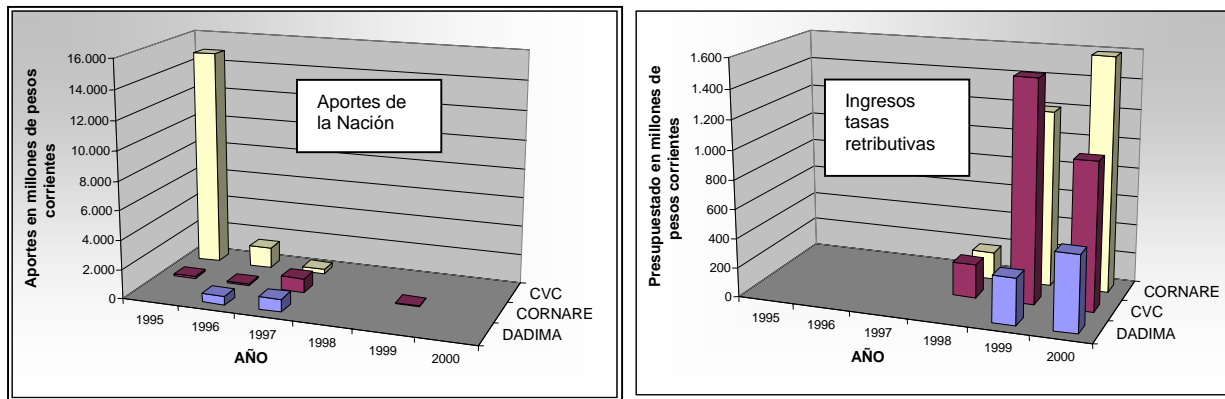 Aportes en millones de pesos
corrientes
16.000
14.000
12.000
10.000
8.000
6.000
4.000
2.000
0
Aportes de
la Nación
1995
1996
1997
1998
1999
2000
AÑO
CVC
CORNARE
DADIMA
Presupuestado en millones de
pesos corrientes
1.600
1.400
1.200
1.000
800
600
400
200
0
Ingresos
tasas
retributivas
1995
1996
1997
1998
1999
2000
AÑO
CORNARE
CVC
DADIMA